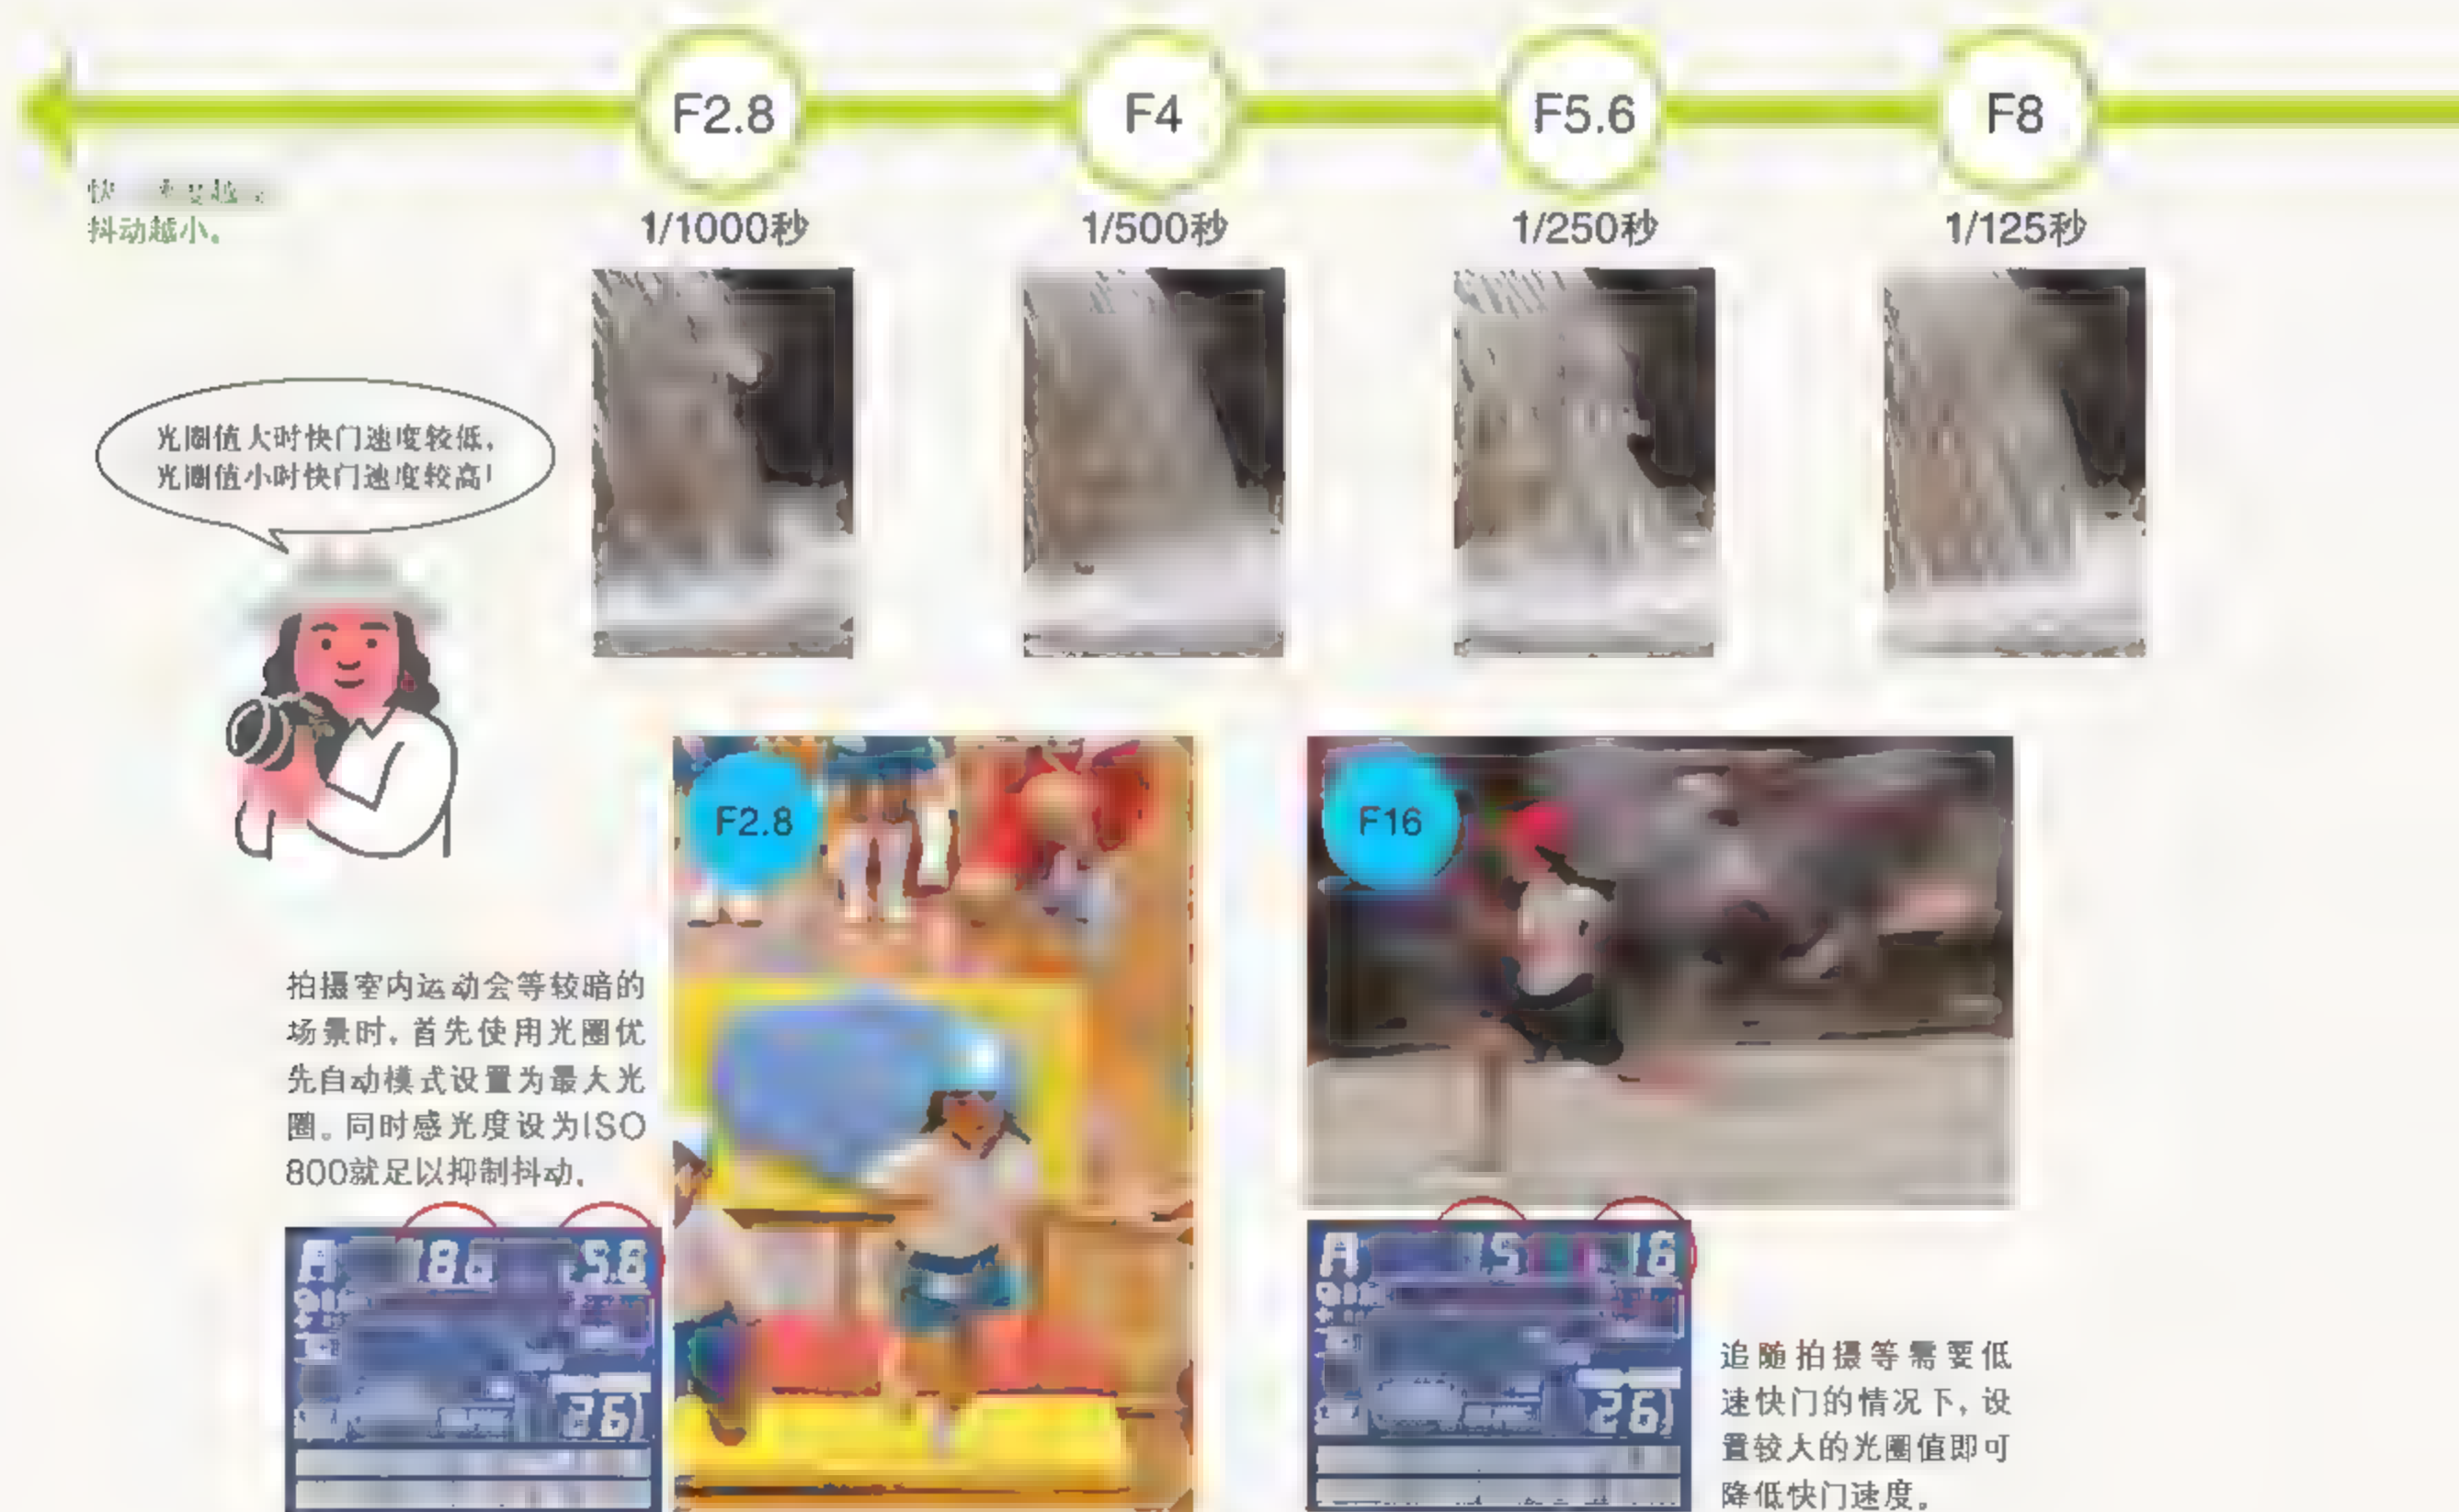 F2.8
F4
F5.6
F8
抖动越小。
1/1000秒
1/500秒
1/250秒
1/125秒
光圈值大时快门速度较低,
光圈值小时快门速度较高!
F2.8
F16
拍摄室内运动会等较暗的
场景时,首先使用光圈优
先自动模式设置为最大光
圈。同时感光度设为ISO
800就足以抑制抖动。
A
26]
A
15
16
26]
追随拍摄等需要低
速快门的情况下,设
置较大的光圈值即可
降低快门速度。